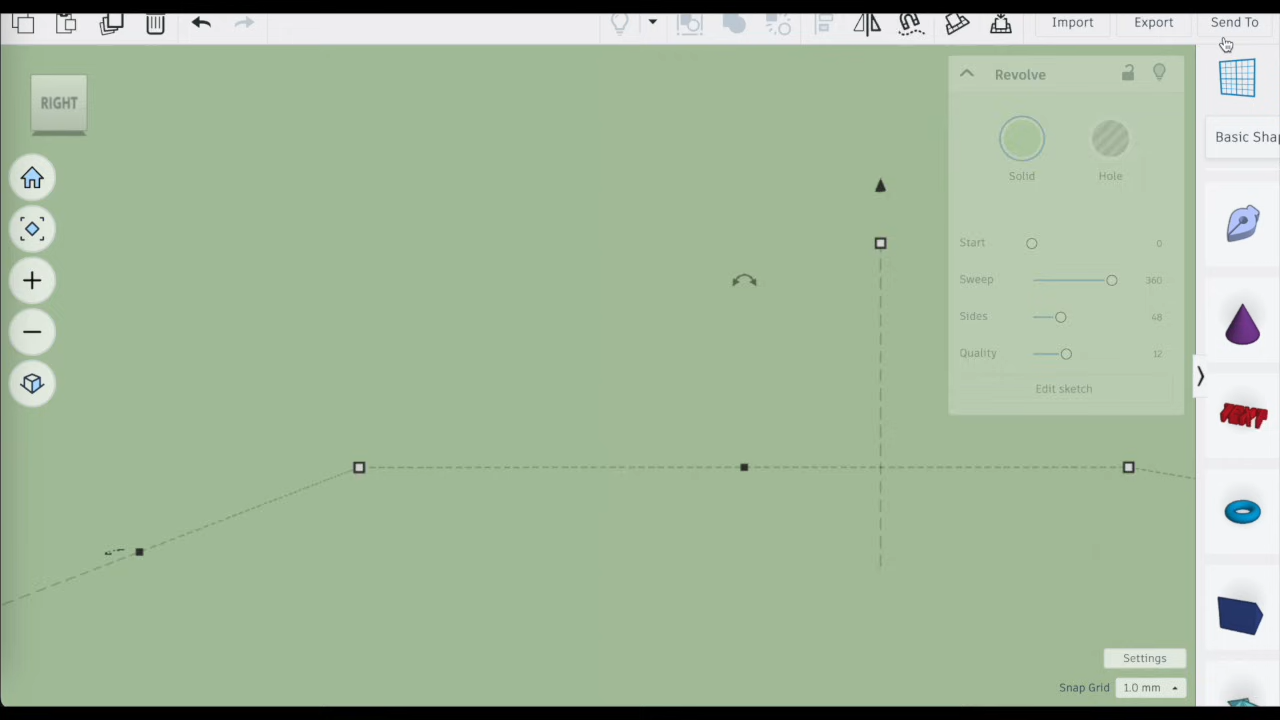 Import Export Send To
RIGHT
Revolve
Basic Shap
Solid Hole
Start 0
Sweep 360
Sides 48
Quality 12
Edit sketch
TEXT
Settings
Snap Grid 1.0 mm